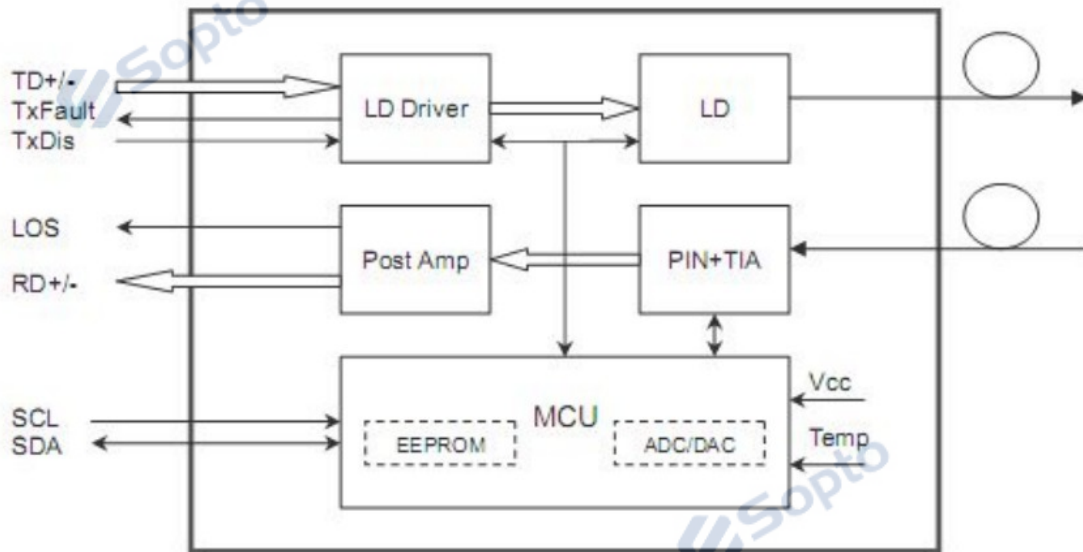 Sopto
TD+/-
TxFault
TxDis
LD Driver
LD
LOS
RD+/-
Post Amp
PIN+TIA
SCL
SDA
MCU
EEPROM
ADC/DAC
Vcc
Temp
Sopto